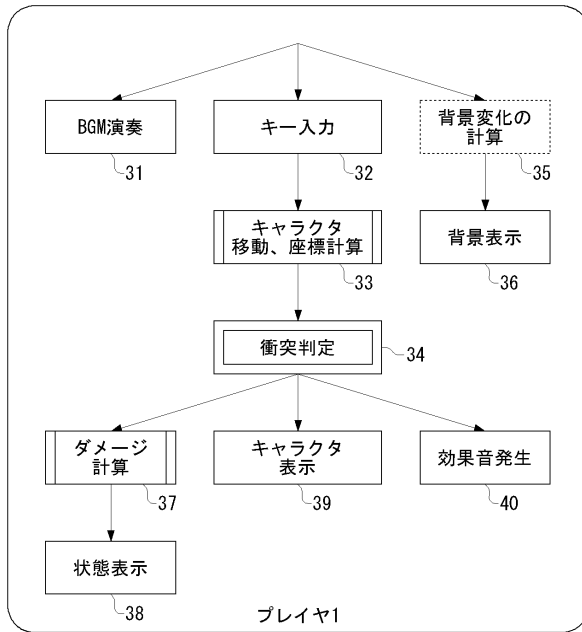 BGM演奏
31
キー入力
32
背景変化の
計算
35
キャラクタ
移動、座標計算
33
背景表示
36
衝突判定
34
ダメージ
計算
37
キャラクタ
表示
39
効果音発生
40
状態表示
38
プレイヤ1